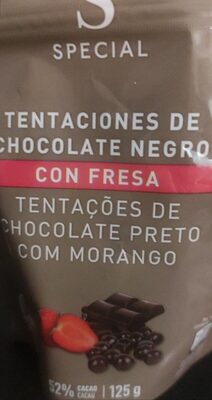 S
SPECIAL
TENTACIONES DE
CHOCOLATE NEGRO
CON FRESA
TENTAÇÕES DE
CHOCOLATE PRETO
COM MORANGO
52% CACAO CACAU | 125 g